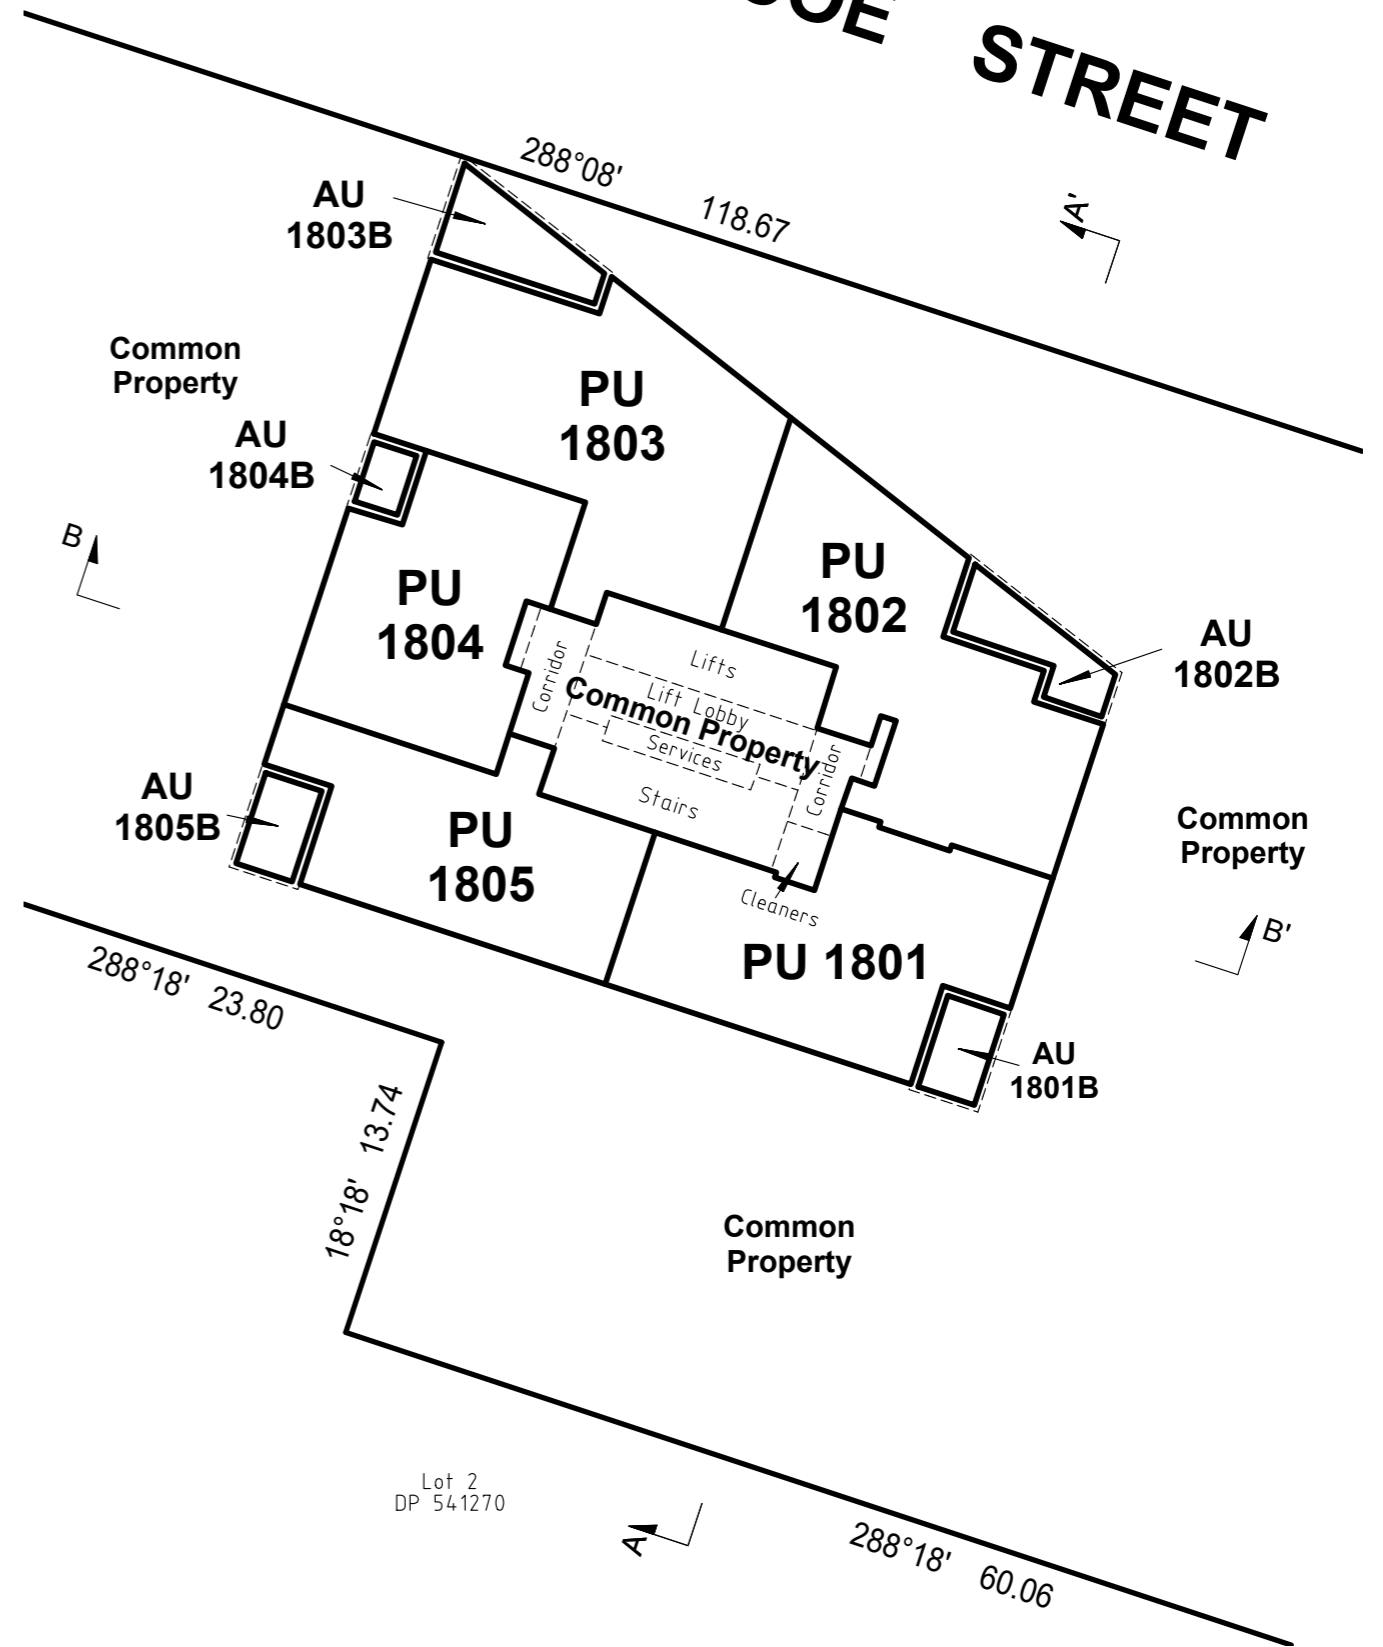 STREET
288°08'
118.67
A'
AU
1803B
Common
Property
PU
1803
AU
1804B
B
PU
1802
PU
1804
AU
1802B
Corridor
Lifts
Lift Lobby
Common Property
Services
Corridor
Stairs
AU
1805B
PU
1805
Common
Property
Cleaners
B'
PU 1801
288°18' 23.80
AU
1801B
18°18' 13.74
Common
Property
Lot 2
DP 541270
A
288°18' 60.06